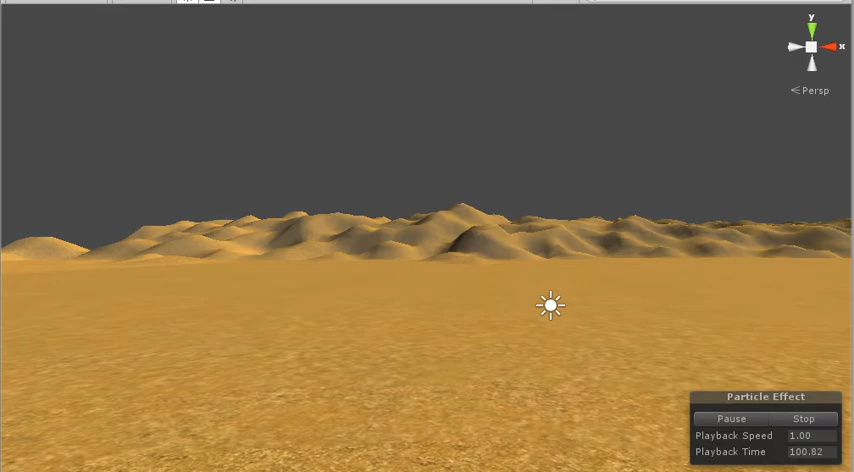 y
x
Persp
Particle Effect
Pause Stop
Playback Speed 1.00
Playback Time 100.82